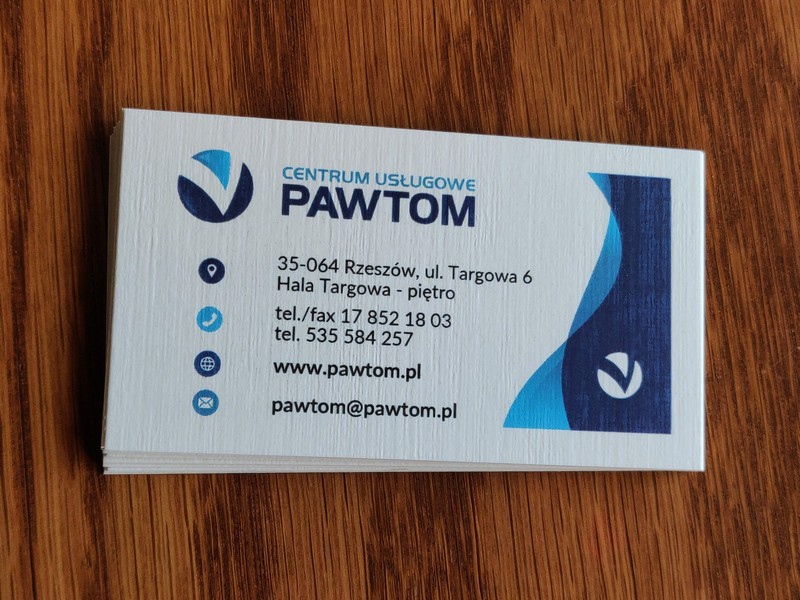 CENTRUM USŁUGOWE
PAWTOM
35-064 Rzeszów, ul. Targowa 6
Hala Targowa - piętro
tel./fax 17 852 18 03
tel. 535 584 257
www.pawtom.pl
pawtom@pawtom.pl